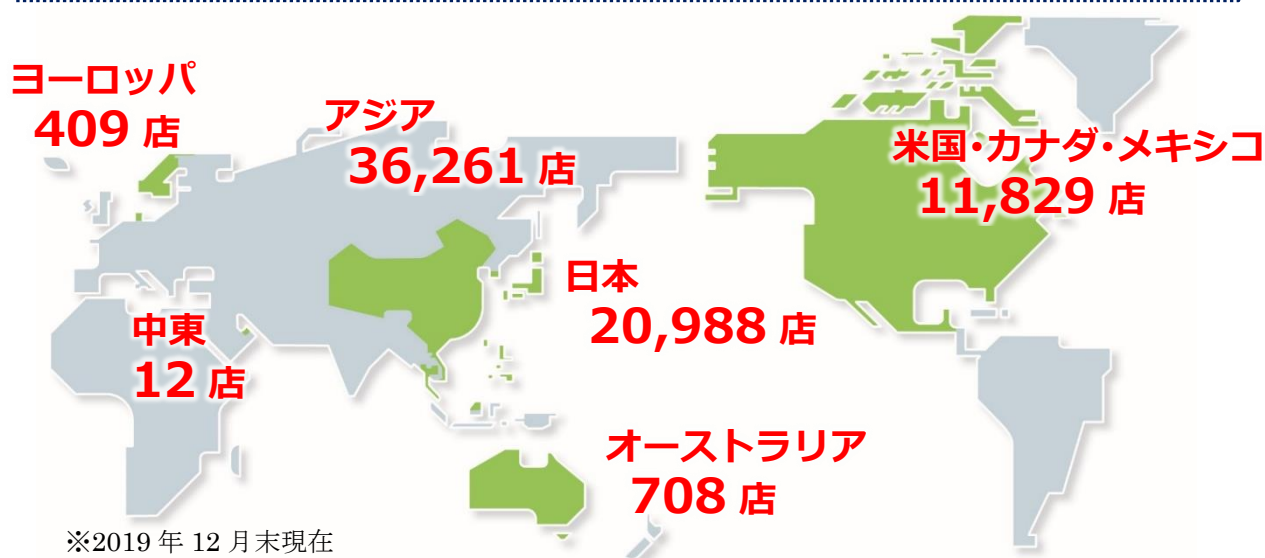 ヨーロッパ
409 店
アジア
36,261 店
米国・カナダ・メキシコ
11,829 店
日本
20,988 店
中東
12 店
オーストラリア
708 店
※2019 年 12 月末現在